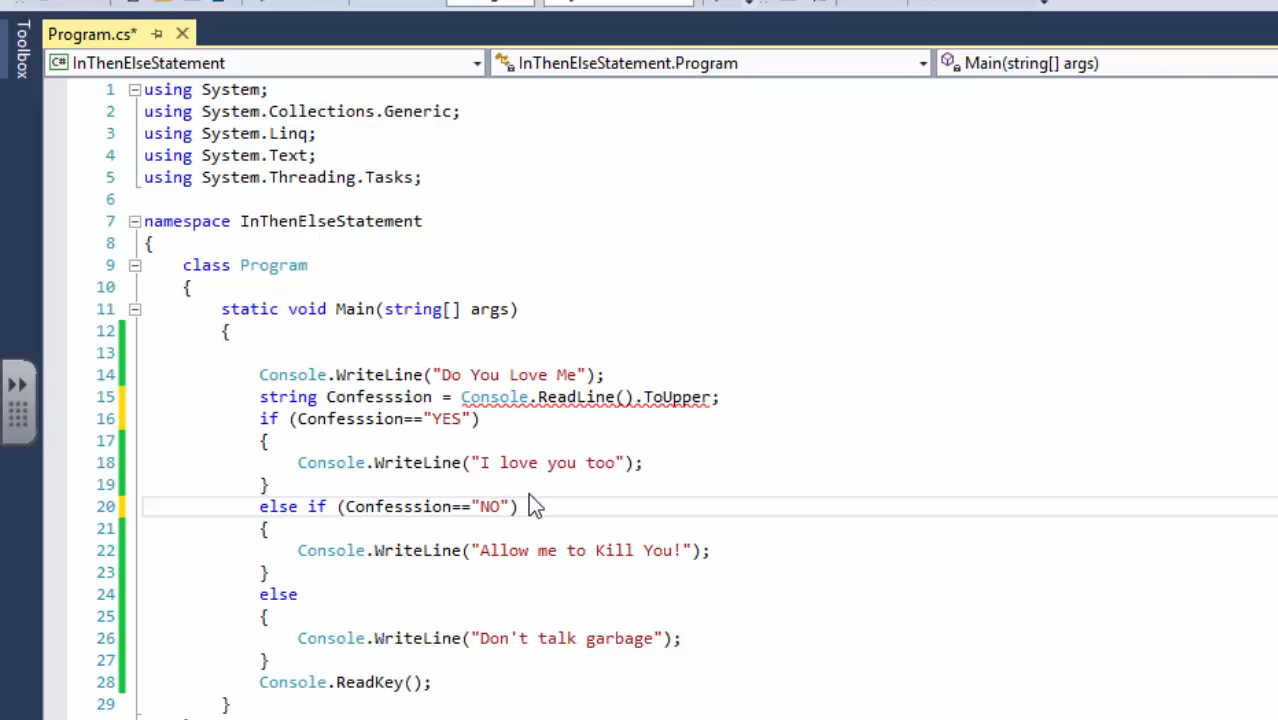 Toolbox
Program.cs*
C# InThenElseStatement InThenElseStatement.Program Main(string[] args)
1 using System;
2 using System.Collections.Generic;
3 using System.Linq;
4 using System.Text;
5 using System.Threading.Tasks;
6
7 namespace InThenElseStatement
8 {
9 class Program
10 {
11 static void Main(string[] args)
12 {
13
14 Console.WriteLine("Do You Love Me");
15 string Confesssion = Console.ReadLine().ToUpper;
16 if (Confesssion=="YES")
17 {
18 Console.WriteLine("I love you too");
19 }
20 else if (Confesssion=="NO")
21 {
22 Console.WriteLine("Allow me to Kill You!");
23 }
24 else
25 {
26 Console.WriteLine("Don't talk garbage");
27 }
28 Console.ReadKey();
29 }